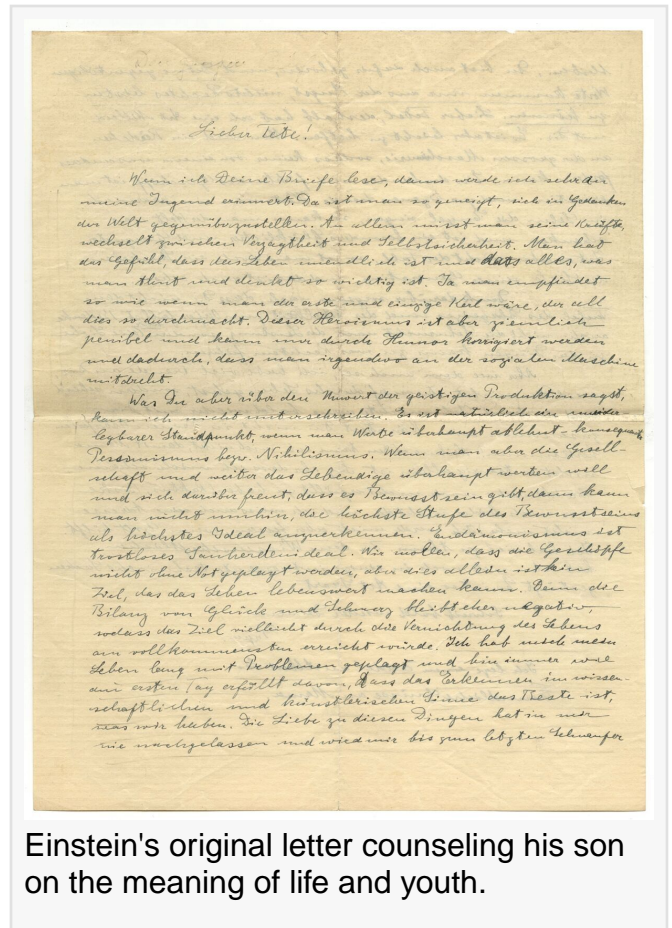 Lieber Tete!
Wenn ich Deine Briefe lese, dann werde ich sehr an
meine Jugend erinnert. Da ist man so geneigt, sich in Gedanken
der Welt gegenüberzustellen. An allem misst man seine Kräfte,
wechselt zwischen Verzagtheit und Selbstsicherheit. Man hat
das Gefühl, dass das Leben unendlich ist und dass alles, was
man thut und denkt so wichtig ist. Ja man empfindet
so wie wenn man der erste und einzige Kerl wäre, der all
dies so durchmacht. Dieser Heroismus ist aber ziemlich
penibel und kann nur durch Humor korrigiert werden
und dadurch, dass man irgendwo an der sozialen Maschine
mitdreht.
Was Du aber über den Unwert der geistigen Produktion sagst,
kann ich nicht unterschreiben. Es ist natürlich ein unwider-
legbarer Standpunkt, wenn man Werte überhaupt ablehnt - konsequenter
Pessimismus bezw. Nihilismus. Wenn man aber die Gesell-
schaft und weiter das Lebendige überhaupt werten will
und sich darüber freut, dass es Bewusstsein gibt, dann kann
man nicht umhin, die höchste Stufe des Bewusstseins
als höchstes Ideal anzuerkennen. Eudämonismus ist
trostloses Sauherdenideal. Wir wollen, dass die Geschöpfe
nicht ohne Not geplagt werden, aber dies allein ist kein
Ziel, das das Leben lebenswert machen kann. Denn die
Bilanz von Glück und Schmerz bleibt eher negativ,
sodass das Ziel vielleicht durch die Vernichtung des Lebens
am vollkommensten erreicht würde. Ich hab mich mein
Leben lang mit Problemen geplagt und bin immer wie
am ersten Tag erfüllt davon, dass das Erkennen im wissen-
schaftlichen und künstlerischen Sinne das Beste ist,
was wir haben. Die Liebe zu diesen Dingen hat in mir
nie nachgelassen und wird mir bis zum letzten Schnaufer
Einstein's original letter counseling his son
on the meaning of life and youth.